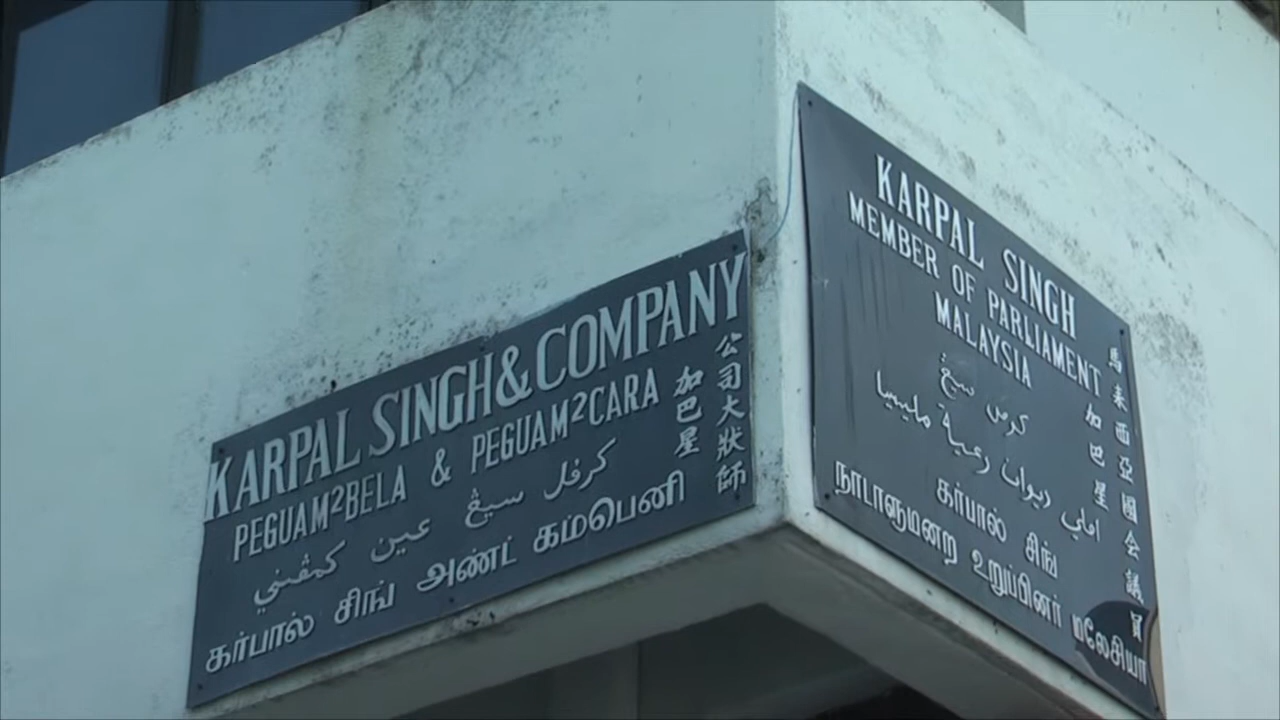 KARPAL SINGH & COMPANY
PEGUAM2BELA & PEGUAM2CARA
كرفل سيڠ عين كمڤني
கர்பால் சிங் அண்ட் கம்பெனி
加巴星
公司大狀師
KARPAL SINGH
MEMBER OF PARLIAMENT
MALAYSIA
سيڠ
اهلي ديوان رعية مليسيا
கர்பால் சிங்
நாடாளுமன்ற உறுப்பினர் மலேசியா
加巴星
馬來西亞國會議員